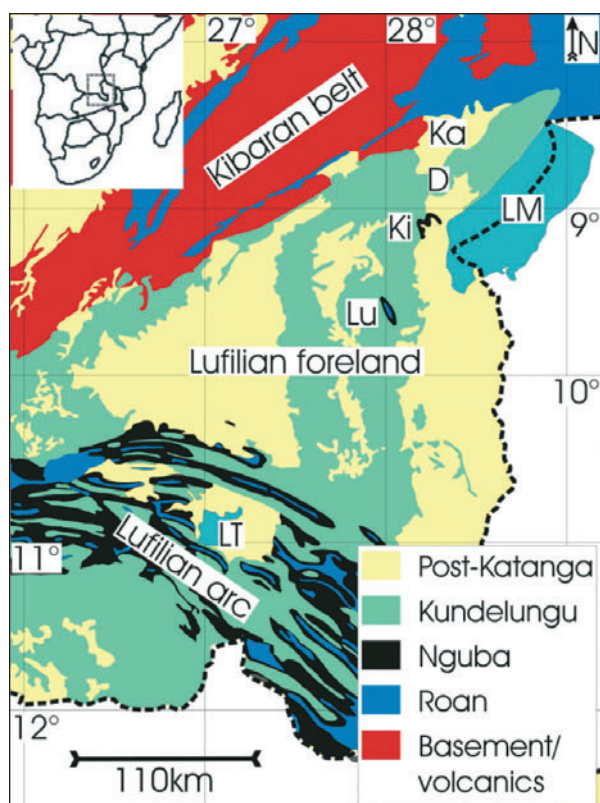 27°
28°
N
Kibaran belt
Ka
D
LM
9°
Ki
Lu
Lufilian foreland
10°
LT
11°
Lufilian arc
Post-Katanga
Kundelungu
Nguba
Roan
Basement/
volcanics
12°
110km